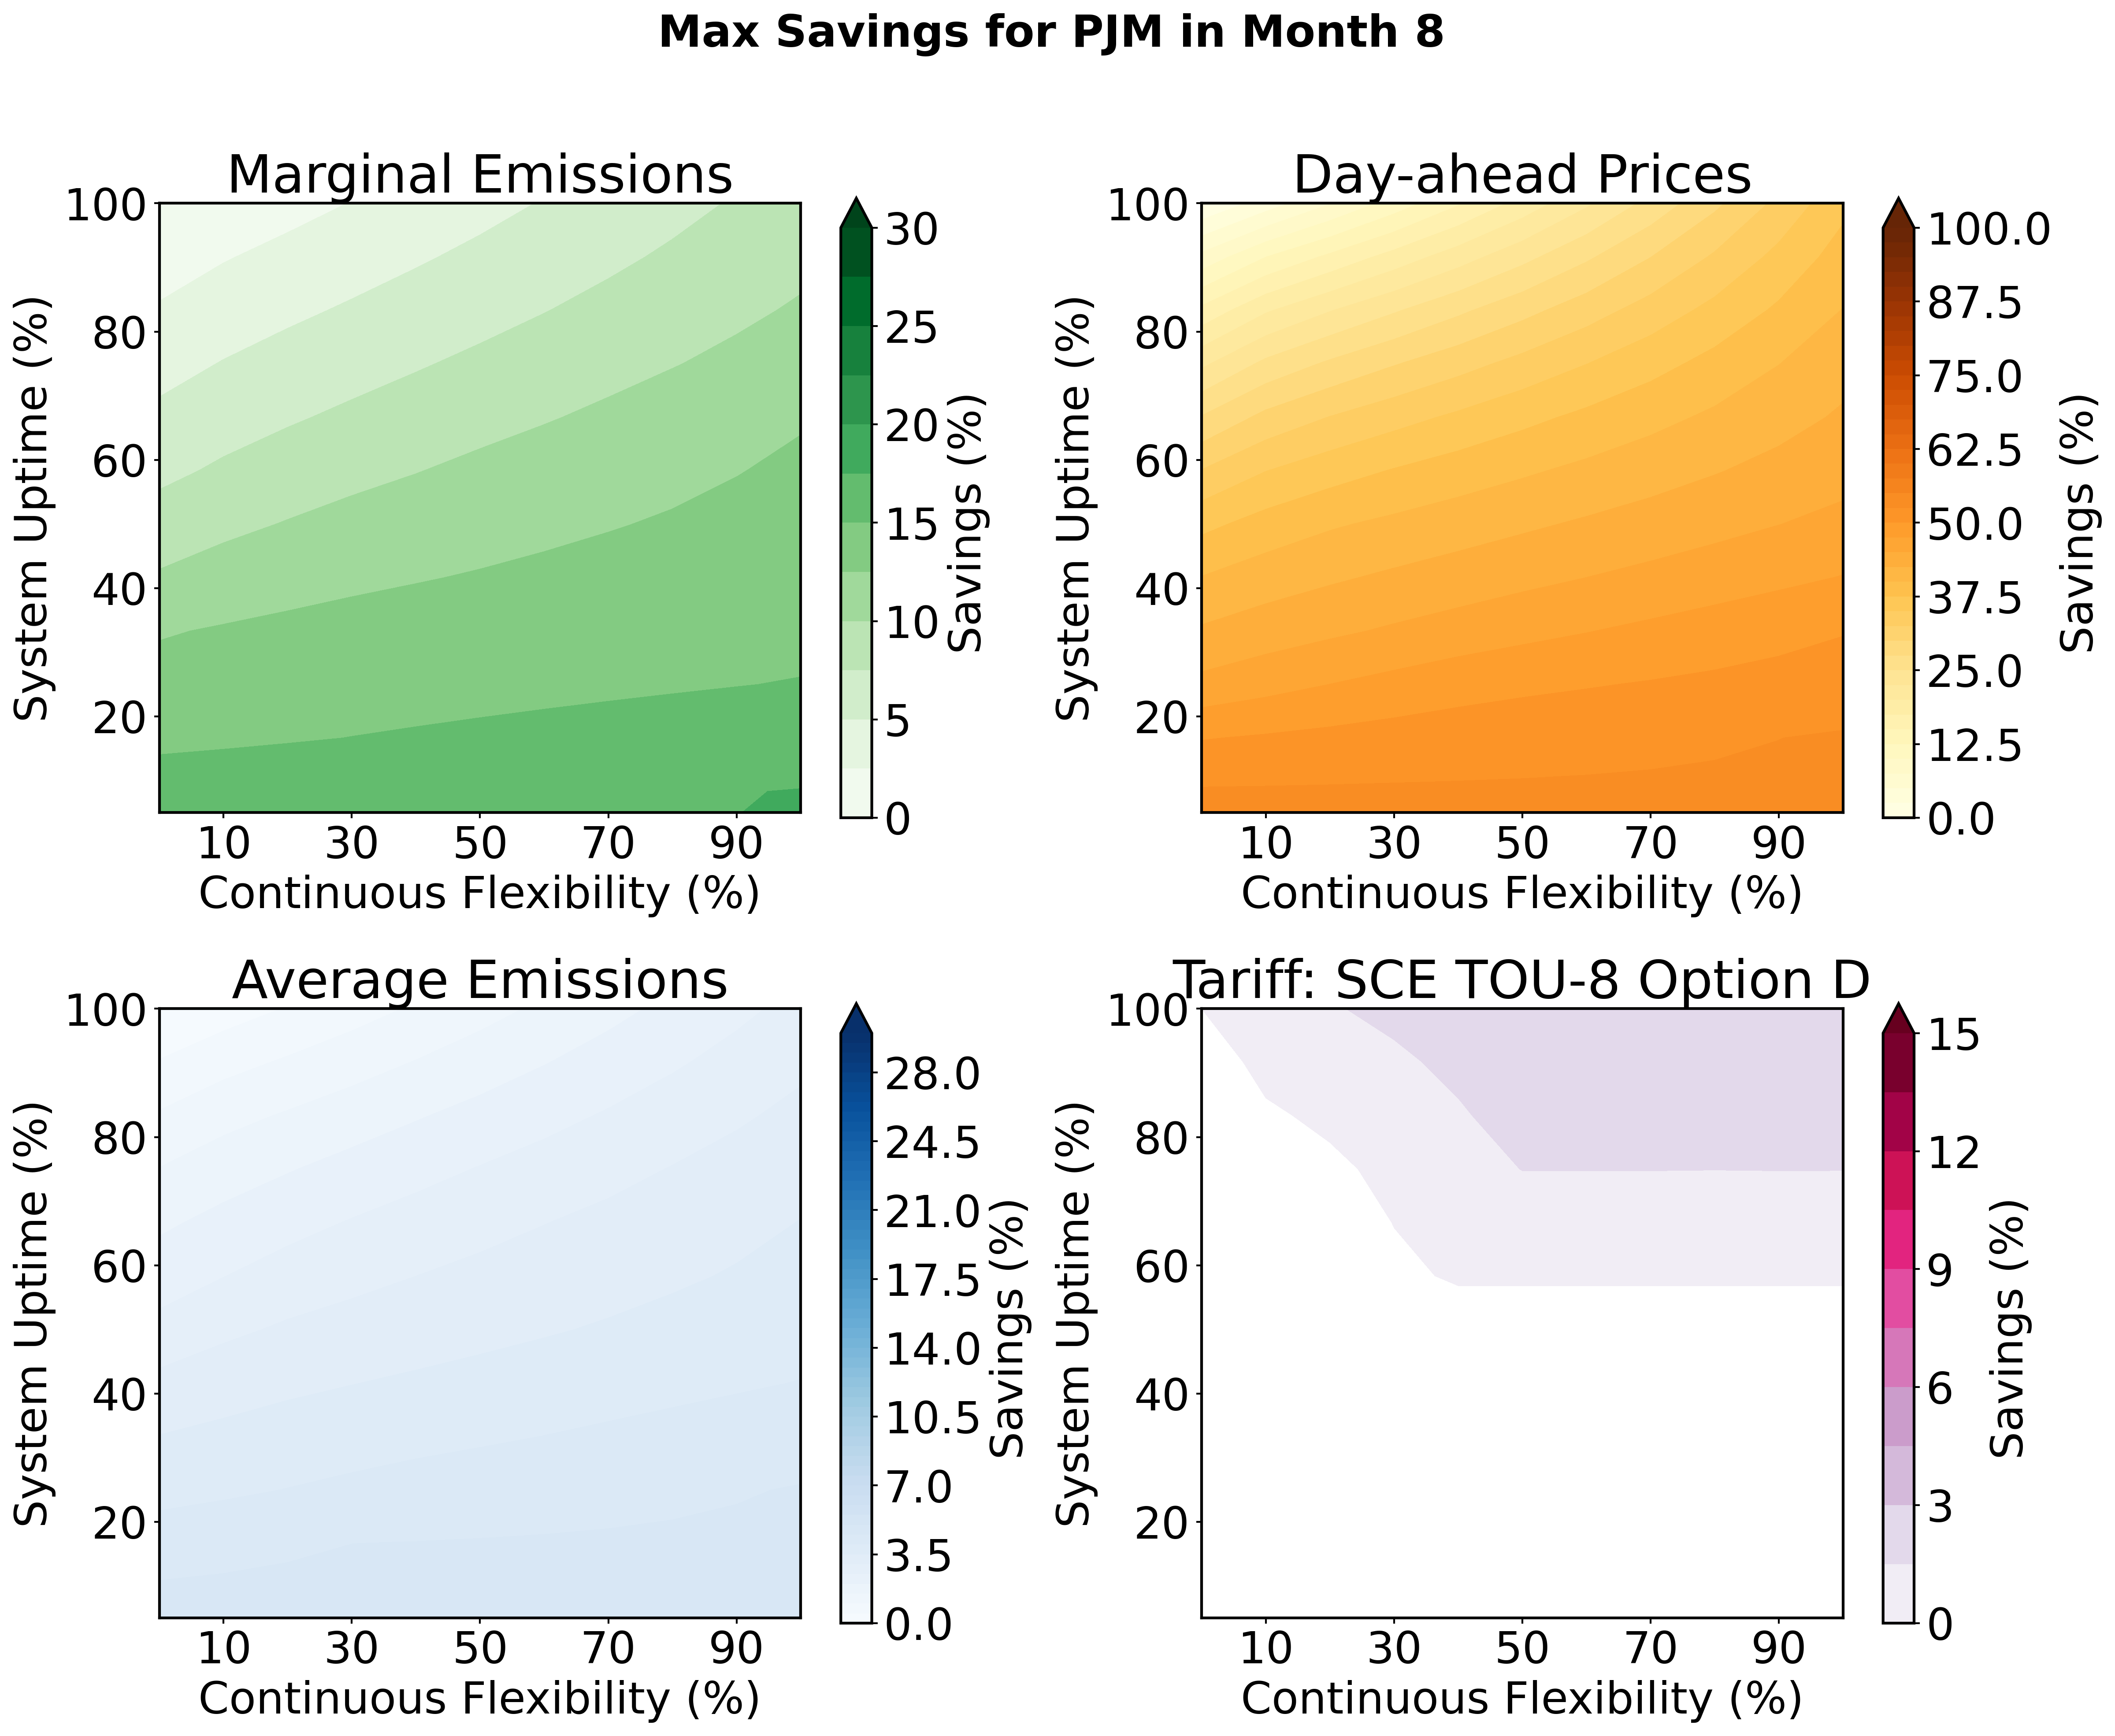 Max Savings for PJM in Month 8
Marginal Emissions
100
80
60
40
20
System Uptime (%)
10 30 50 70 90
Continuous Flexibility (%)
30
25
20
15
10
5
0
Savings (%)
Day-ahead Prices
100
80
60
40
20
System Uptime (%)
10 30 50 70 90
Continuous Flexibility (%)
100.0
87.5
75.0
62.5
50.0
37.5
25.0
12.5
0.0
Savings (%)
Average Emissions
100
80
60
40
20
System Uptime (%)
10 30 50 70 90
Continuous Flexibility (%)
28.0
24.5
21.0
17.5
14.0
10.5
7.0
3.5
0.0
Savings (%)
Tariff: SCE TOU-8 Option D
100
80
60
40
20
System Uptime (%)
10 30 50 70 90
Continuous Flexibility (%)
15
12
9
6
3
0
Savings (%)